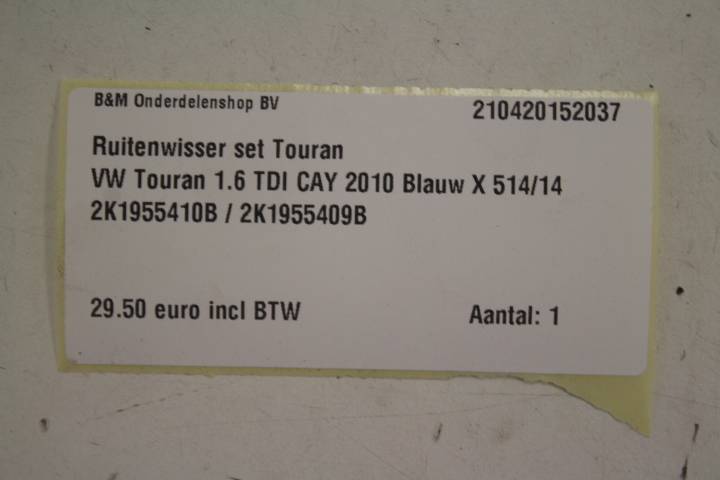 B&M Onderdelenshop BV
210420152037
Ruitenwisser set Touran
VW Touran 1.6 TDI CAY 2010 Blauw X 514/14
2K1955410B / 2K1955409B
29.50 euro incl BTW
Aantal: 1